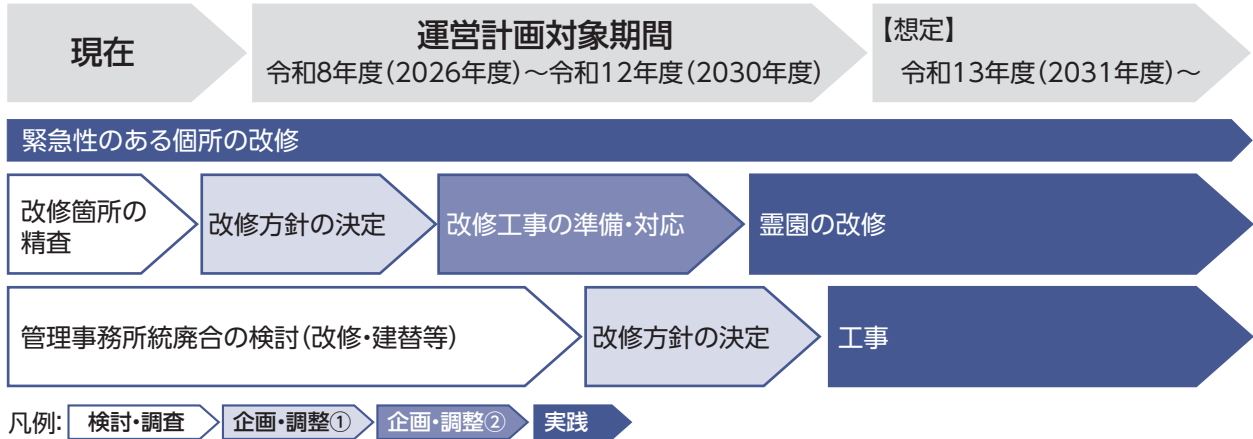 現在
運営計画対象期間
令和8年度(2026年度)～令和12年度(2030年度)
【想定】
令和13年度(2031年度)～
緊急性のある個所の改修
改修箇所の
精査
改修方針の決定
改修工事の準備・対応
霊園の改修
管理事務所統廃合の検討(改修・建替等)
改修方針の決定
工事
凡例: 検討・調査 企画・調整① 企画・調整② 実践